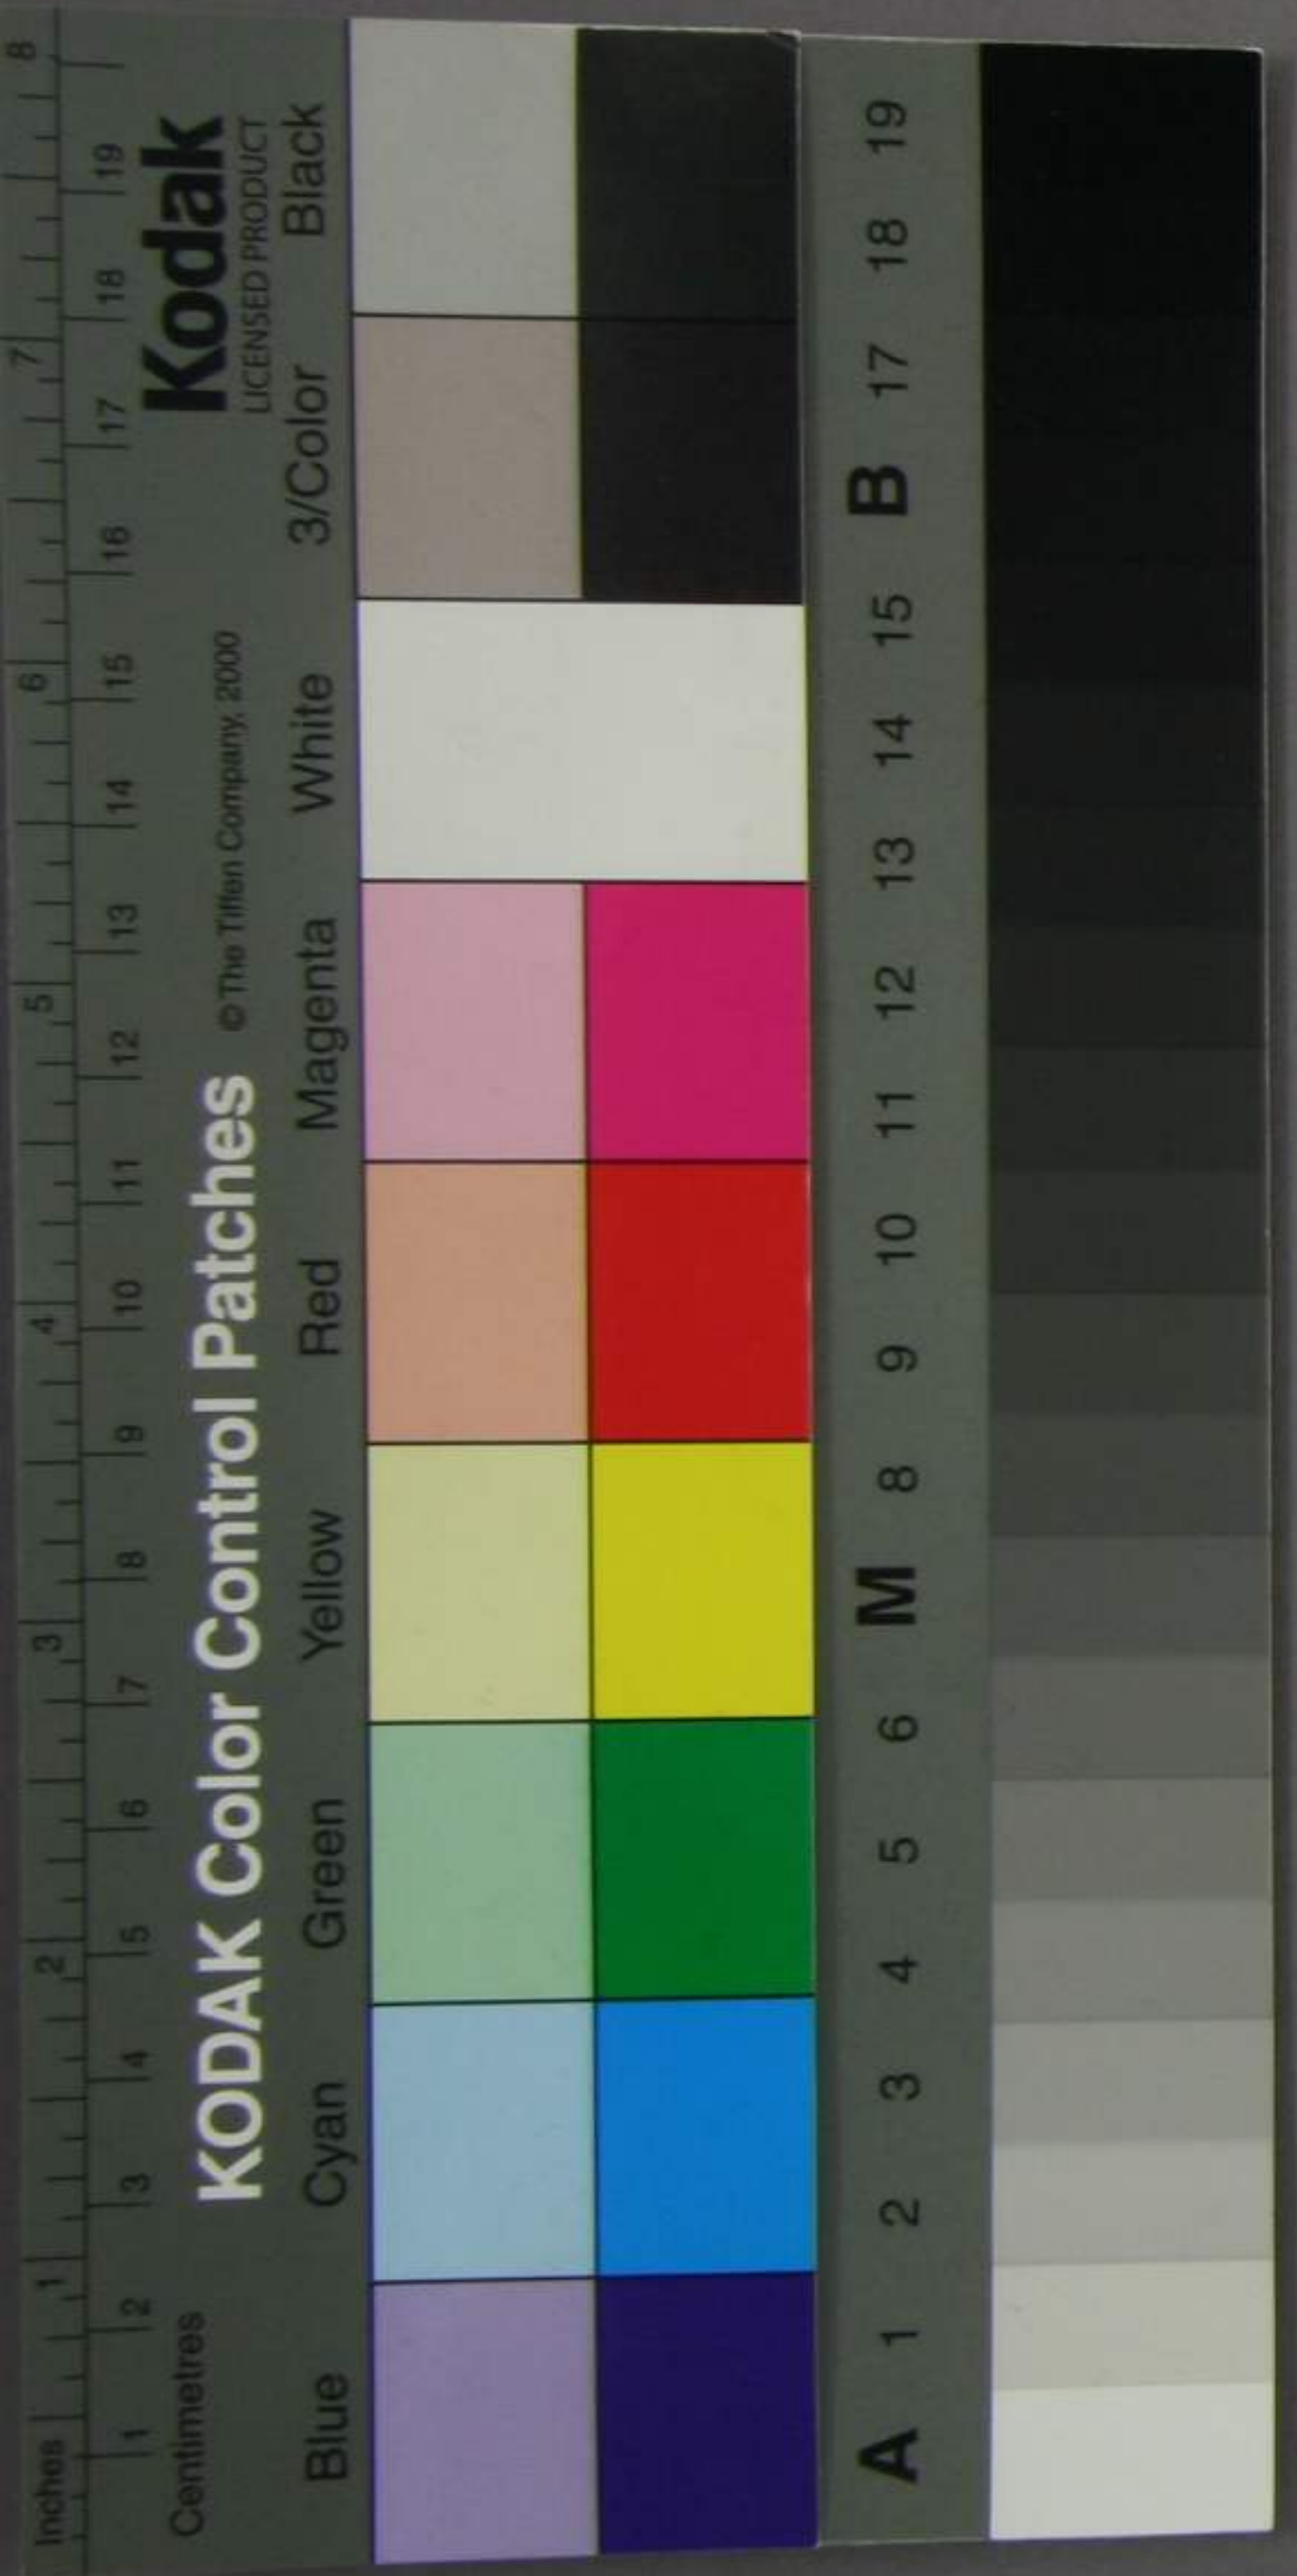 Inches 1 2 3 4 5 6 7 8
1 2 3 4 5 6 7 8 9 10 11 12 13 14 15 16 17 18 19
Centimetres
KODAK Color Control Patches © The Tiffen Company, 2000
Kodak
LICENSED PRODUCT
Blue Cyan Green Yellow Red Magenta White 3/Color Black
A 1 2 3 4 5 6 M 8 9 10 11 12 13 14 15 B 17 18 19